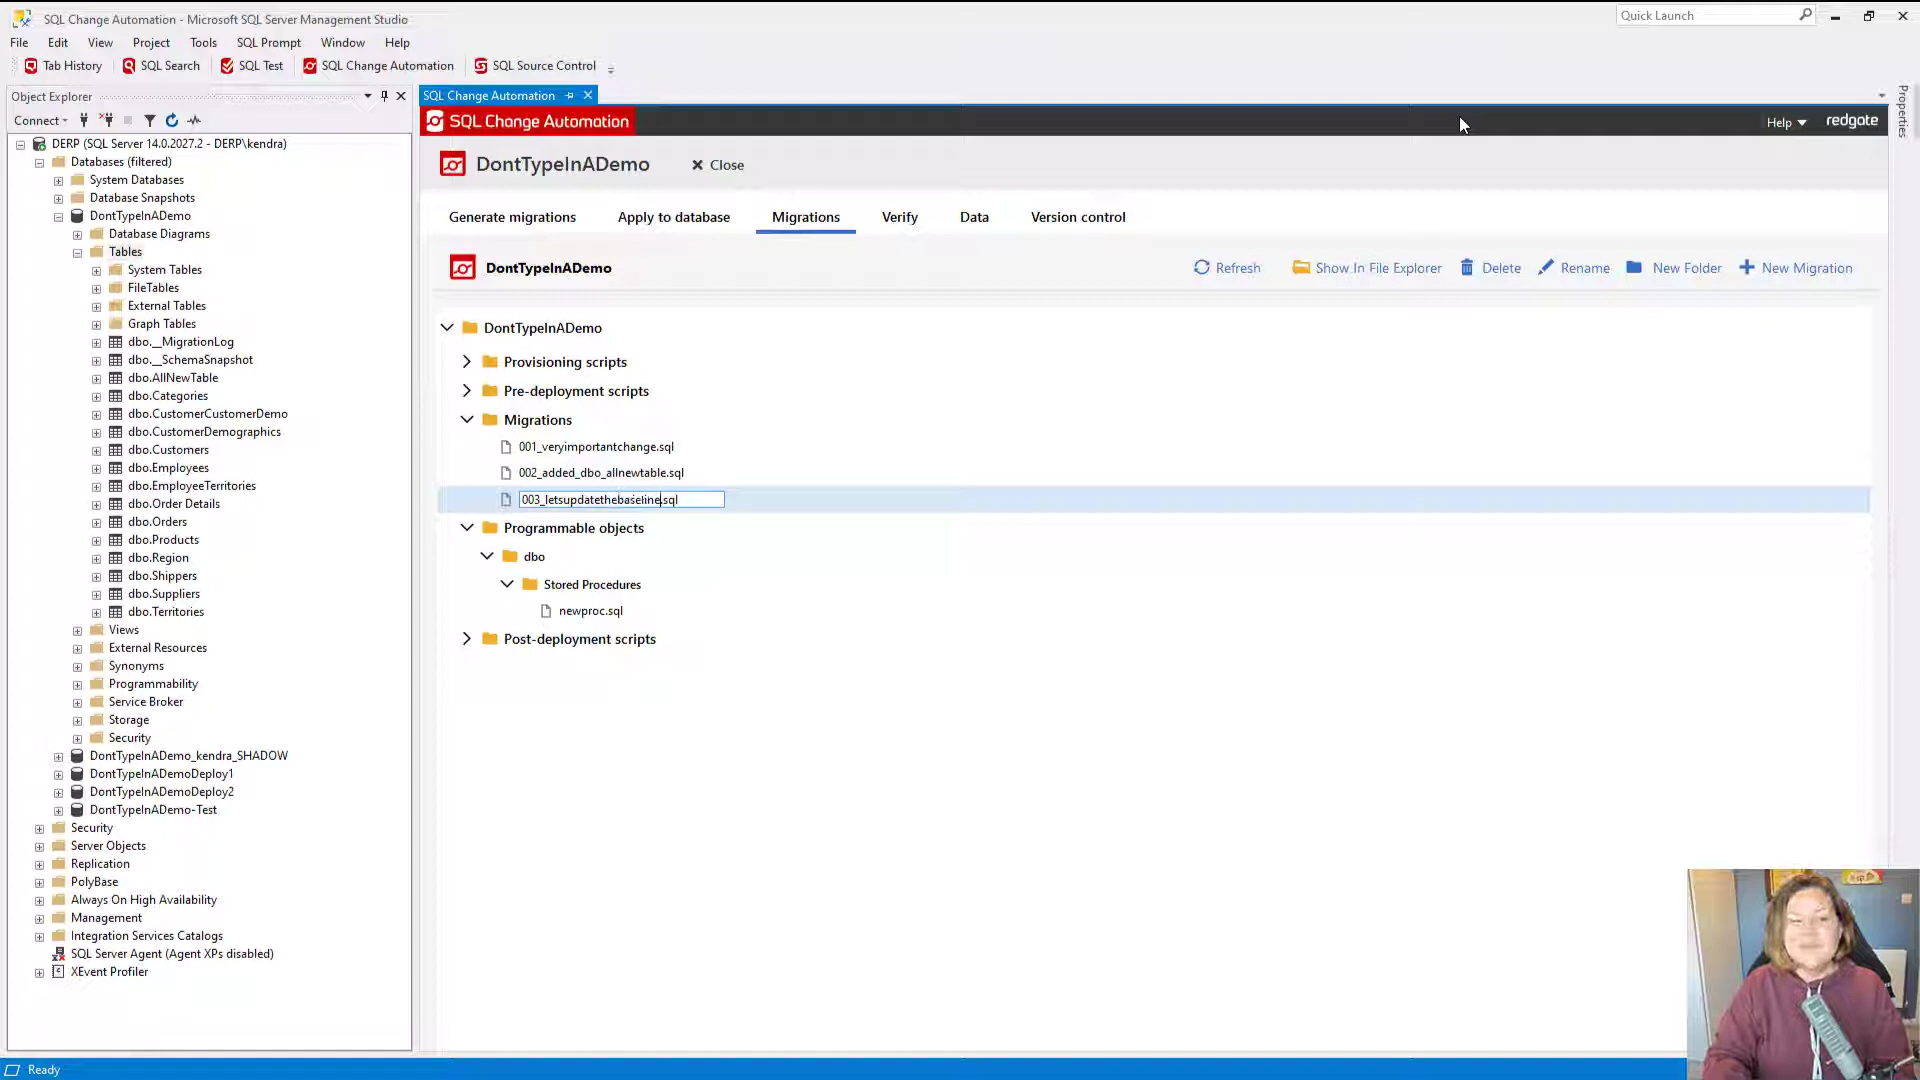 SQL Change Automation - Microsoft SQL Server Management Studio
Quick Launch
File Edit View Project Tools SQL Prompt Window Help
Tab History SQL Search SQL Test SQL Change Automation SQL Source Control
Object Explorer
Connect
DERP (SQL Server 14.0.2027.2 - DERP\kendra)
Databases (filtered)
System Databases
Database Snapshots
DontTypeInADemo
Database Diagrams
Tables
System Tables
FileTables
External Tables
Graph Tables
dbo.__MigrationLog
dbo.__SchemaSnapshot
dbo.AllNewTable
dbo.Categories
dbo.CustomerCustomerDemo
dbo.CustomerDemographics
dbo.Customers
dbo.Employees
dbo.EmployeeTerritories
dbo.Order Details
dbo.Orders
dbo.Products
dbo.Region
dbo.Shippers
dbo.Suppliers
dbo.Territories
Views
External Resources
Synonyms
Programmability
Service Broker
Storage
Security
DontTypeInADemo_kendra_SHADOW
DontTypeInADemoDeploy1
DontTypeInADemoDeploy2
DontTypeInADemo-Test
Security
Server Objects
Replication
PolyBase
Always On High Availability
Management
Integration Services Catalogs
SQL Server Agent (Agent XPs disabled)
XEvent Profiler
SQL Change Automation
SQL Change Automation
Help
redgate
Properties
DontTypeInADemo
Close
Generate migrations Apply to database Migrations Verify Data Version control
DontTypeInADemo
Refresh Show In File Explorer Delete Rename New Folder New Migration
DontTypeInADemo
Provisioning scripts
Pre-deployment scripts
Migrations
001_veryimportantchange.sql
002_added_dbo_allnewtable.sql
003_letsupdatethebaseline.sql
Programmable objects
dbo
Stored Procedures
newproc.sql
Post-deployment scripts
Ready